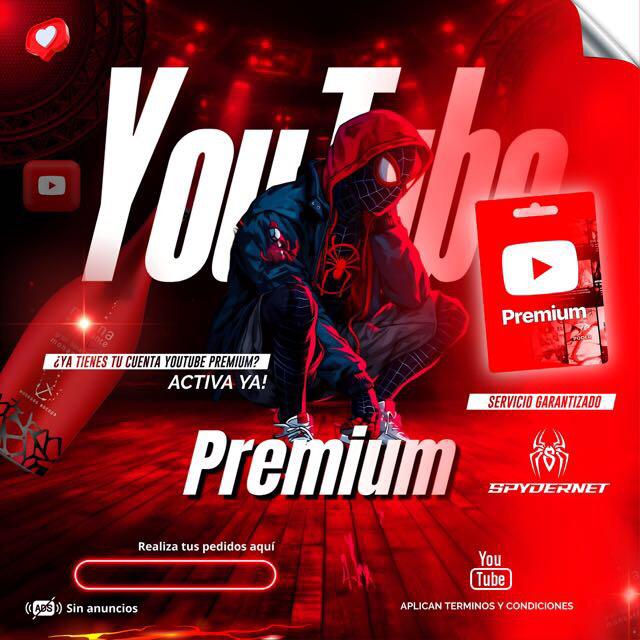 YouTube
Premium
¿YA TIENES TU CUENTA YOUTUBE PREMIUM?
ACTIVA YA!
SERVICIO GARANTIZADO
SPYDERNET
Premium
Realiza tus pedidos aquí
You
Tube
ADS
Sin anuncios
APLICAN TERMINOS Y CONDICIONES